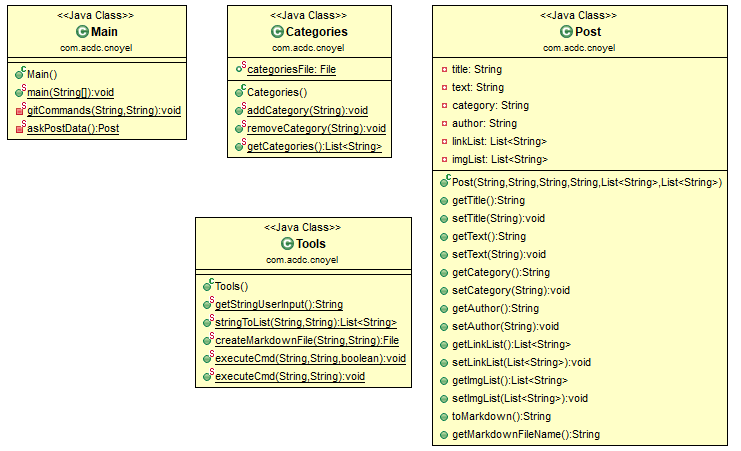 <<Java Class>>
Main
com.acdc.cnoyel
Main()
main(String[]):void
gitCommands(String,String):void
askPostData():Post
<<Java Class>>
Categories
com.acdc.cnoyel
categoriesFile: File
Categories()
addCategory(String):void
removeCategory(String):void
getCategories():List<String>
<<Java Class>>
Post
com.acdc.cnoyel
title: String
text: String
category: String
author: String
linkList: List<String>
imgList: List<String>
Post(String,String,String,String,List<String>,List<String>)
getTitle():String
setTitle(String):void
getText():String
setText(String):void
getCategory():String
setCategory(String):void
getAuthor():String
setAuthor(String):void
getLinkList():List<String>
setLinkList(List<String>):void
getImgList():List<String>
setImgList(List<String>):void
toMarkdown():String
getMarkdownFileName():String
<<Java Class>>
Tools
com.acdc.cnoyel
Tools()
getStringUserInput():String
stringToList(String,String):List<String>
createMarkdownFile(String,String):File
executeCmd(String,String,boolean):void
executeCmd(String,String):void